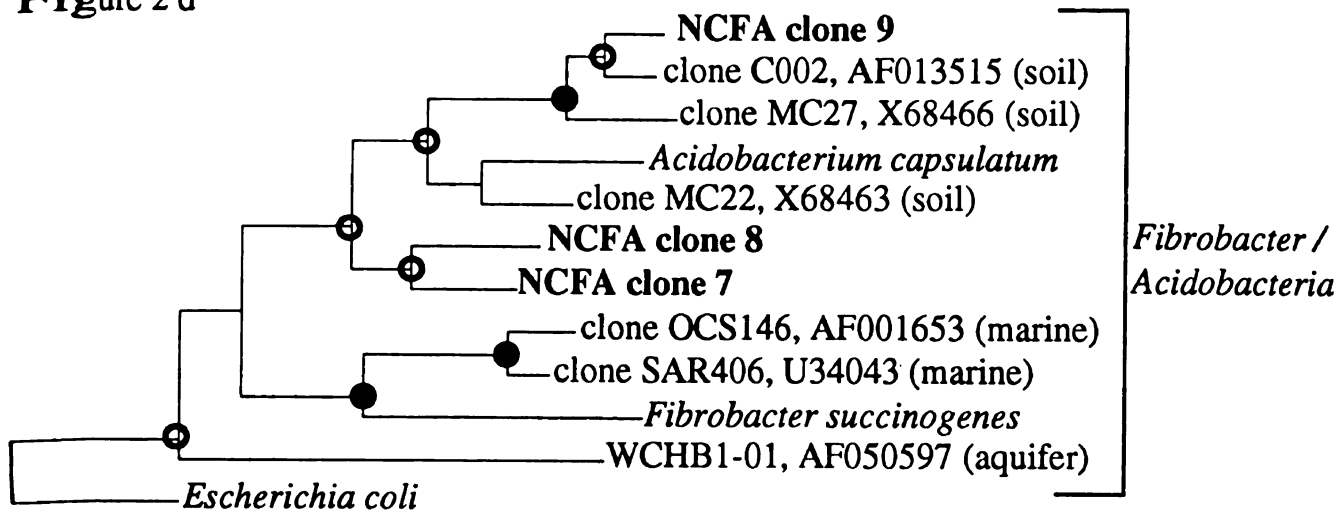 Figure 2 d
NCFA clone 9
clone C002, AF013515 (soil)
clone MC27, X68466 (soil)
Acidobacterium capsulatum
clone MC22, X68463 (soil)
NCFA clone 8
NCFA clone 7
clone OCS146, AF001653 (marine)
clone SAR406, U34043 (marine)
Fibrobacter succinogenes
WCHB1-01, AF050597 (aquifer)
Escherichia coli
Fibrobacter /
Acidobacteria